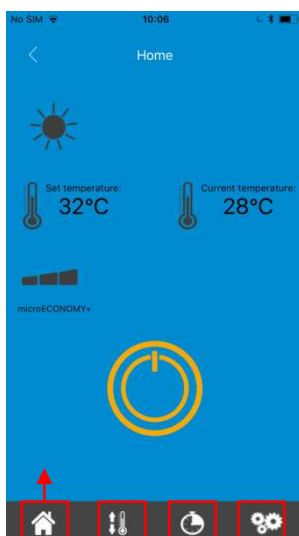 No SIM 10:06
Home
Set temperature: Current temperature:
32°C 28°C
microECONOMY+